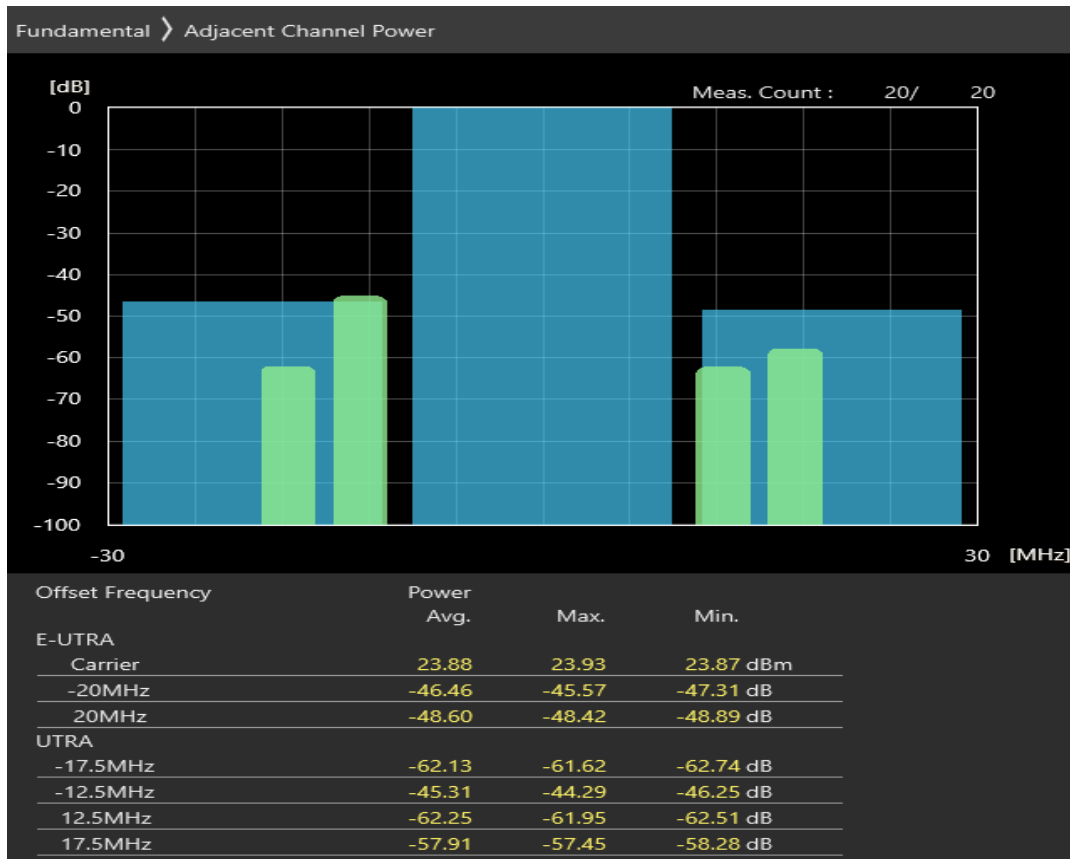 Fundamental 〉 Adjacent Channel Power
[dB]
Meas. Count : 20/ 20
0
-10
-20
-30
-40
-50
-60
-70
-80
-90
-100
-30 30 [MHz]
Offset Frequency Power
Avg. Max. Min.
E-UTRA
Carrier 23.88 23.93 23.87 dBm
-20MHz -46.46 -45.57 -47.31 dB
20MHz -48.60 -48.42 -48.89 dB
UTRA
-17.5MHz -62.13 -61.62 -62.74 dB
-12.5MHz -45.31 -44.29 -46.25 dB
12.5MHz -62.25 -61.95 -62.51 dB
17.5MHz -57.91 -57.45 -58.28 dB